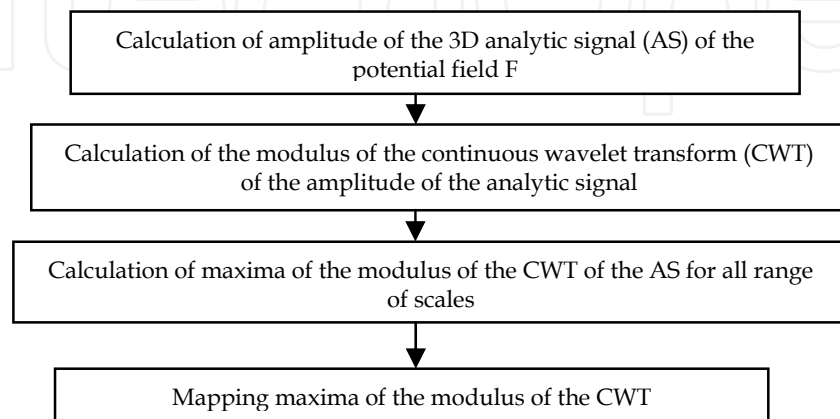 Calculation of amplitude of the 3D analytic signal (AS) of the
potential field F
Calculation of the modulus of the continuous wavelet transform (CWT)
of the amplitude of the analytic signal
Calculation of maxima of the modulus of the CWT of the AS for all range
of scales
Mapping maxima of the modulus of the CWT